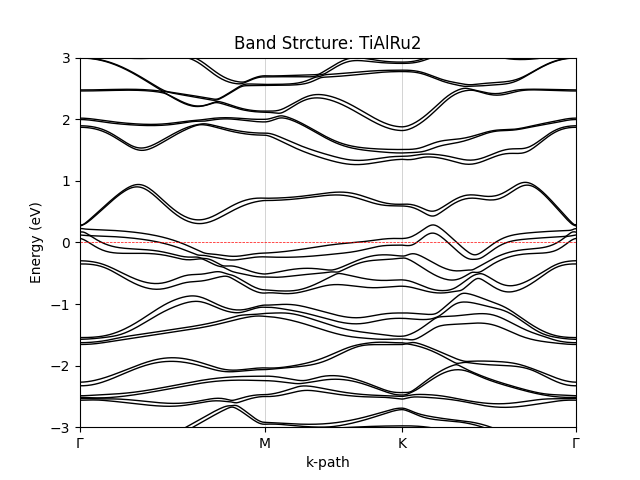 Band Strcture: TiAlRu2
Energy (eV)
3
2
1
0
−1
−2
−3
Γ
M
K
Γ
k-path